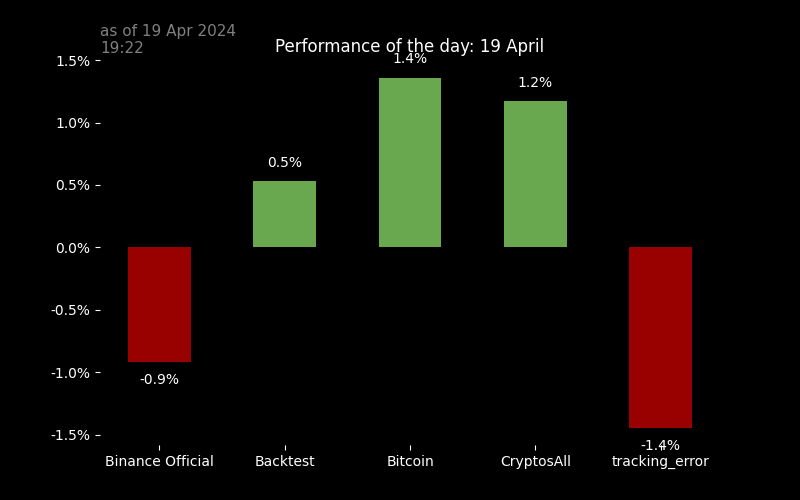 as of 19 Apr 2024
19:22
Performance of the day: 19 April
1.5%
1.0%
0.5%
0.0%
-0.5%
-1.0%
-1.5%
-0.9%
0.5%
1.4%
1.2%
-1.4%
Binance Official
Backtest
Bitcoin
CryptosAll
tracking_error